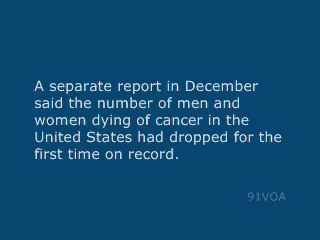 A separate report in December
said the number of men and
women dying of cancer in the
United States had dropped for the
first time on record.
91VOA